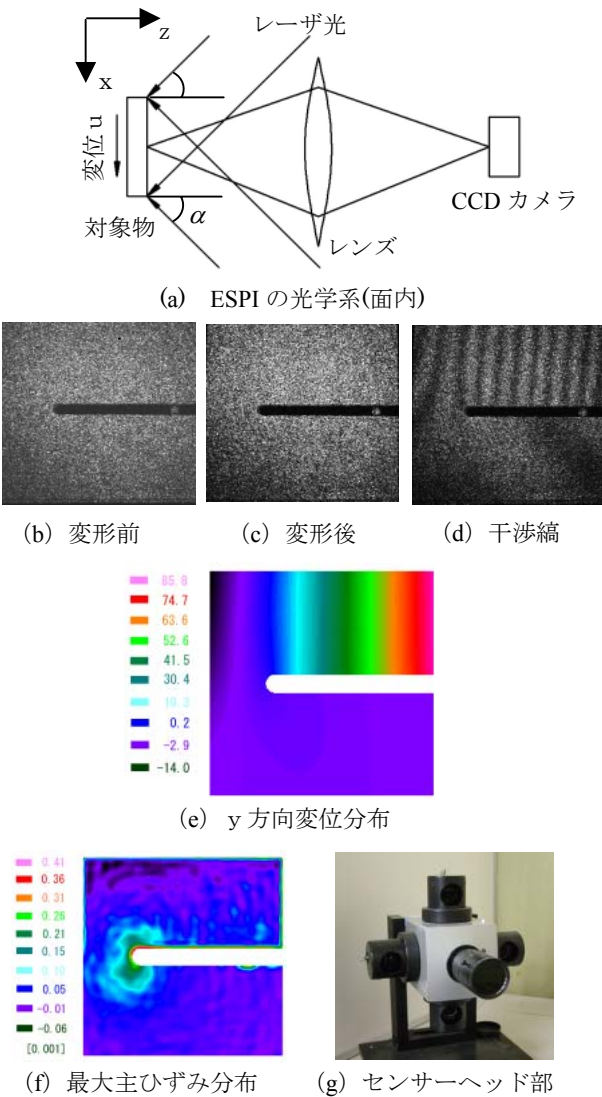 z
レーザ光
x
変位 u
α
対象物
CCD カメラ
レンズ
(a) ESPI の光学系(面内)
(b) 変形前
(c) 変形後
(d) 干渉縞
85.8
74.7
63.6
52.6
41.5
30.4
19.3
0.2
-2.9
-14.0
(e) y 方向変位分布
0.41
0.36
0.31
0.26
0.21
0.15
0.10
0.05
-0.01
-0.06
[0.001]
(f) 最大主ひずみ分布
(g) センサーヘッド部